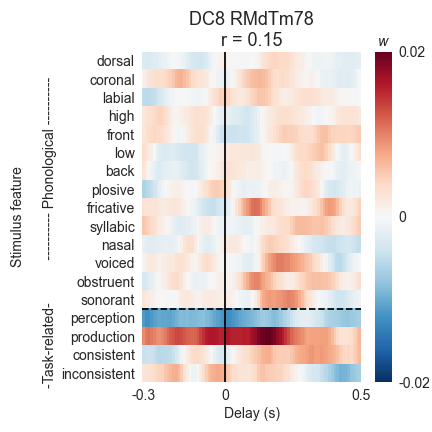 DC8 RMdTm78
r = 0.15
w
dorsal
coronal
labial
high
front
low
back
plosive
fricative
syllabic
nasal
voiced
obstruent
sonorant
perception
production
consistent
inconsistent
Stimulus feature
---------- Phonological ----------
-Task-related-
0.02
0
-0.02
-0.3
0
0.5
Delay (s)